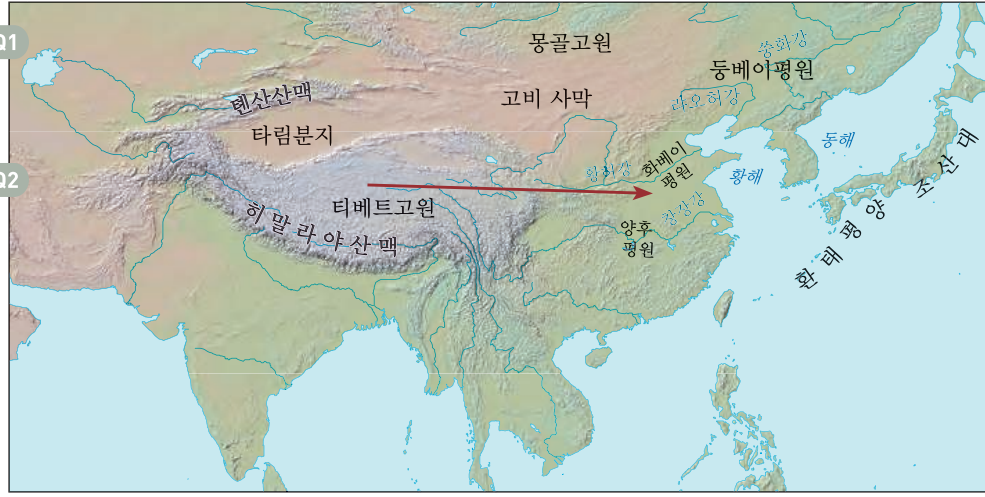 Q1
Q2
몽골고원
쑹화강
둥베이평원
랴오허강
톈산산맥
고비 사막
타림분지
동해
화베이
평원
황허강
황해
티베트고원
창장강
양후
평원
히말라야산맥
환태평양 조산대